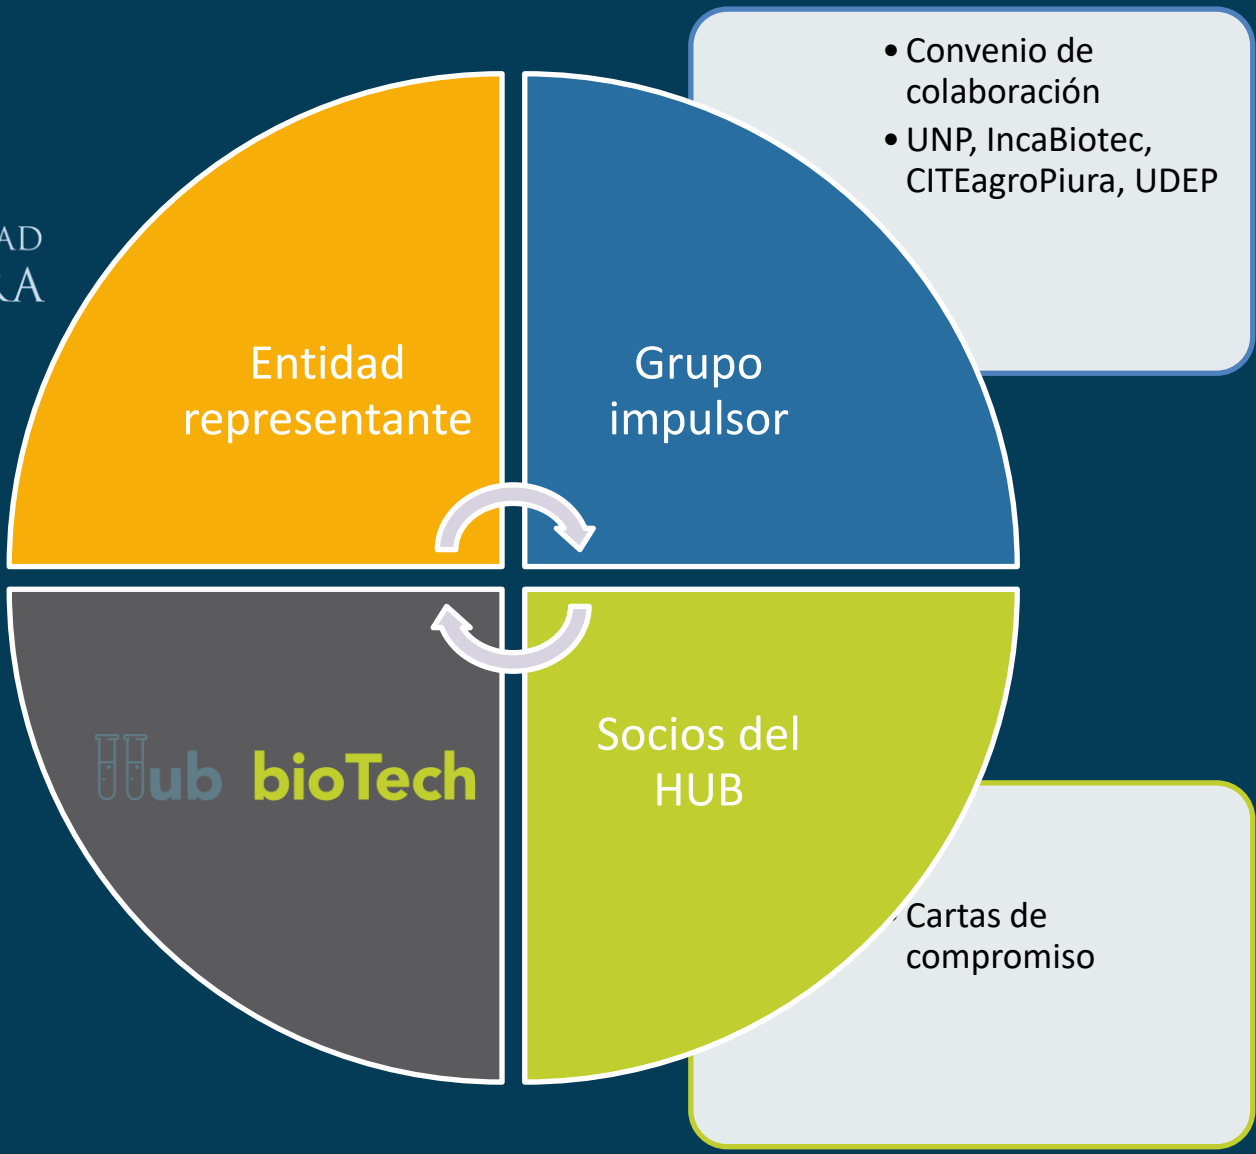 • Convenio de
colaboración
• UNP, IncaBiotec,
CITEagroPiura, UDEP
AD
RA
Entidad
representante
Grupo
impulsor
Hub bioTech
Socios del
HUB
Cartas de
compromiso